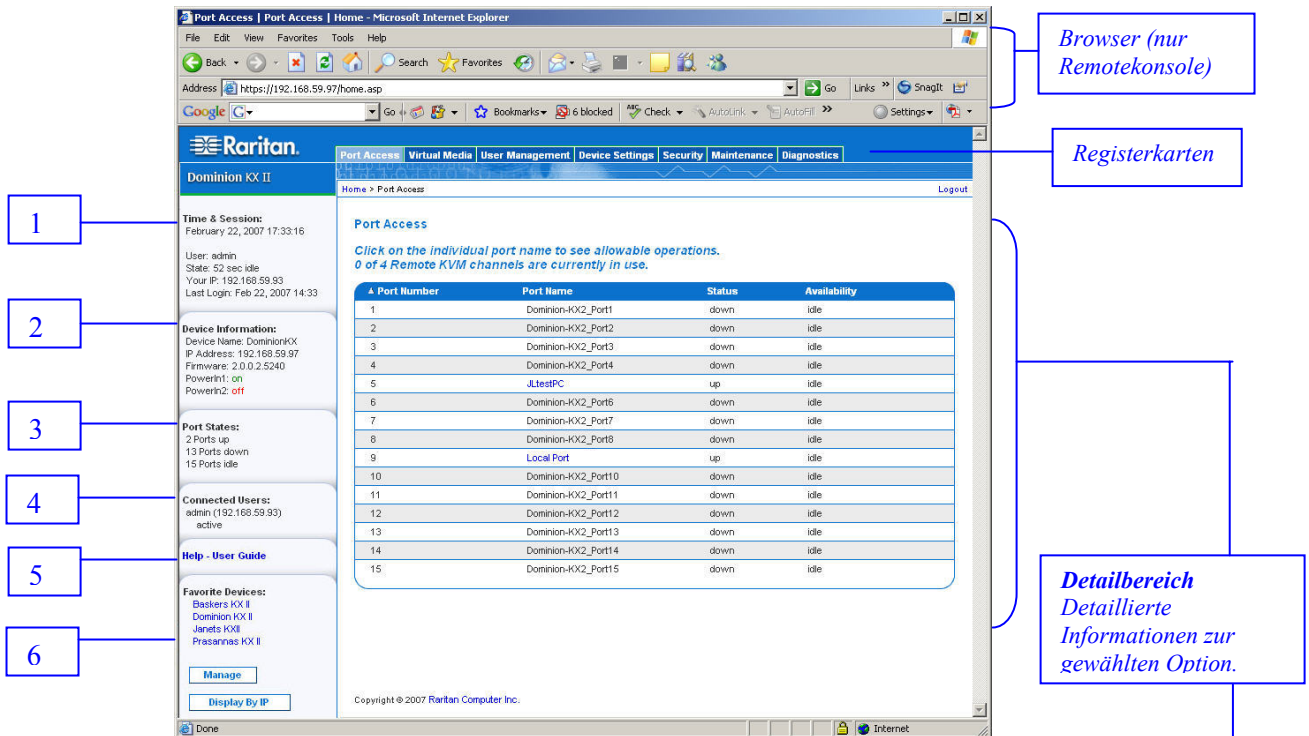 Port Access | Port Access | Home - Microsoft Internet Explorer
File Edit View Favorites Tools Help
Back Search Favorites
Address https://192.168.59.97/home.asp Go Links » SnagIt
Google G Go Bookmarks 6 blocked ABC Check AutoLink AutoFill » Settings
Browser (nur
Remotekonsole)
Raritan.
Dominion KX II
Port Access Virtual Media User Management Device Settings Security Maintenance Diagnostics
Registerkarten
Home > Port Access Logout
1
Time & Session:
February 22, 2007 17:33:16
User: admin
State: 52 sec idle
Your IP: 192.168.59.93
Last Login: Feb 22, 2007 14:33
2
Device Information:
Device Name: DominionKX
IP Address: 192.168.59.97
Firmware: 2.0.0.2.5240
PowerIn1: on
PowerIn2: off
3
Port States:
2 Ports up
13 Ports down
15 Ports idle
4
Connected Users:
admin (192.168.59.93)
active
5
Help - User Guide
6
Favorite Devices:
Baskers KX II
Dominion KX II
Janets KXII
Prasannas KX II
Manage
Display By IP
Port Access
Click on the individual port name to see allowable operations.
0 of 4 Remote KVM channels are currently in use.
Port Number Port Name Status Availability
1 Dominion-KX2_Port1 down idle
2 Dominion-KX2_Port2 down idle
3 Dominion-KX2_Port3 down idle
4 Dominion-KX2_Port4 down idle
5 JLtestPC up idle
6 Dominion-KX2_Port6 down idle
7 Dominion-KX2_Port7 down idle
8 Dominion-KX2_Port8 down idle
9 Local Port up idle
10 Dominion-KX2_Port10 down idle
11 Dominion-KX2_Port11 down idle
12 Dominion-KX2_Port12 down idle
13 Dominion-KX2_Port13 down idle
14 Dominion-KX2_Port14 down idle
15 Dominion-KX2_Port15 down idle
Copyright © 2007 Raritan Computer Inc.
Detailbereich
Detaillierte
Informationen zur
gewählten Option.
Done Internet